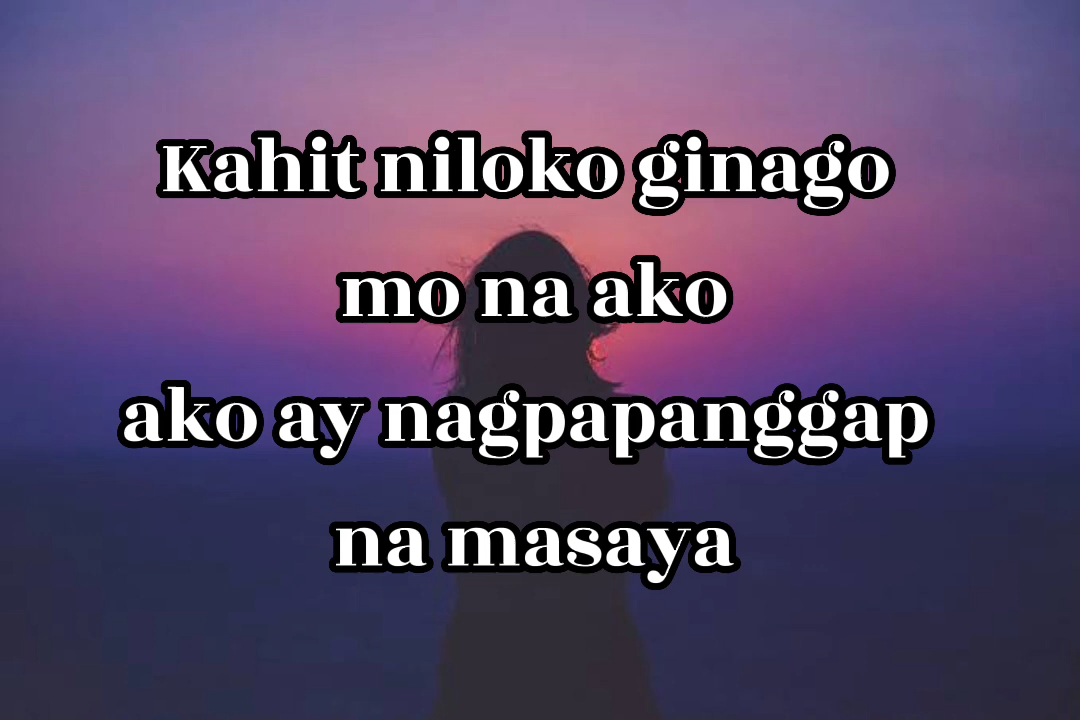 Kahit niloko ginago
mo na ako
ako ay nagpapanggap
na masaya